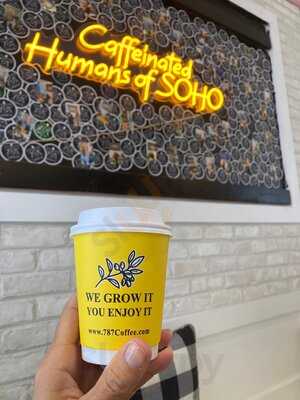 Caffeinated
Humans of SOHO
WE GROW IT
YOU ENJOY IT
www.787Coffee.com